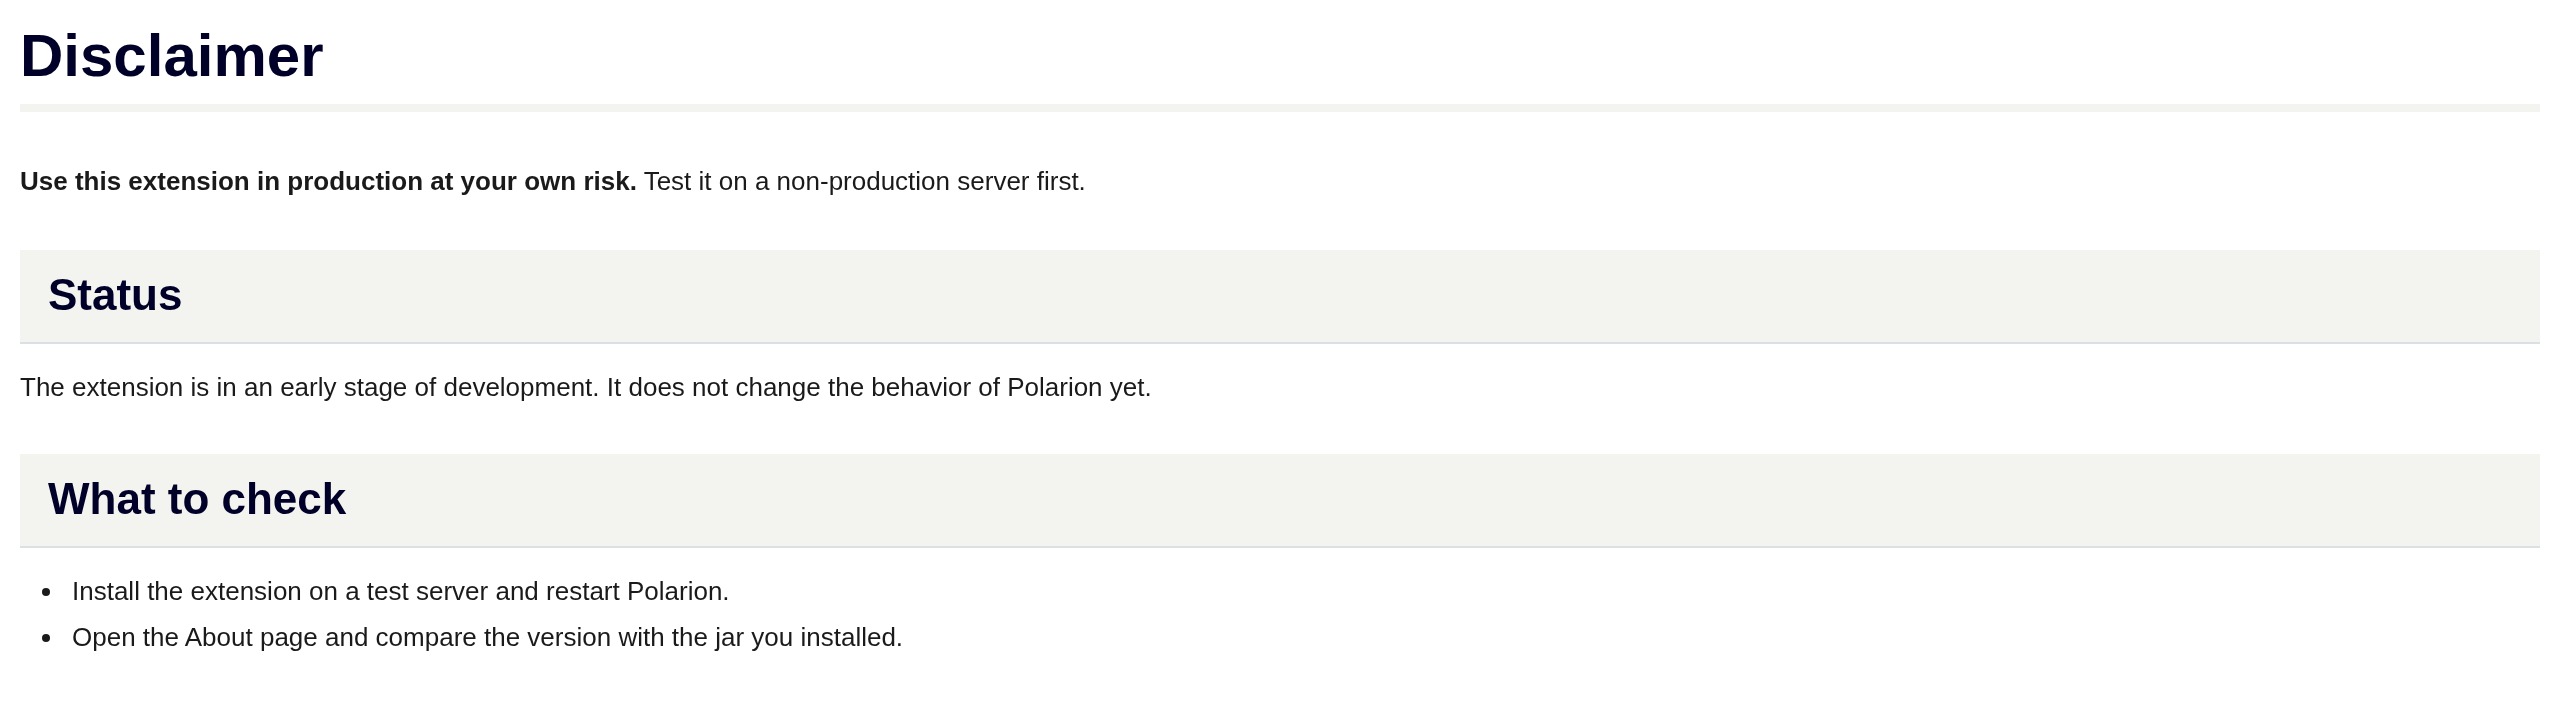 Disclaimer
Use this extension in production at your own risk. Test it on a non-production server first.
Status
The extension is in an early stage of development. It does not change the behavior of Polarion yet.
What to check
Install the extension on a test server and restart Polarion.
Open the About page and compare the version with the jar you installed.